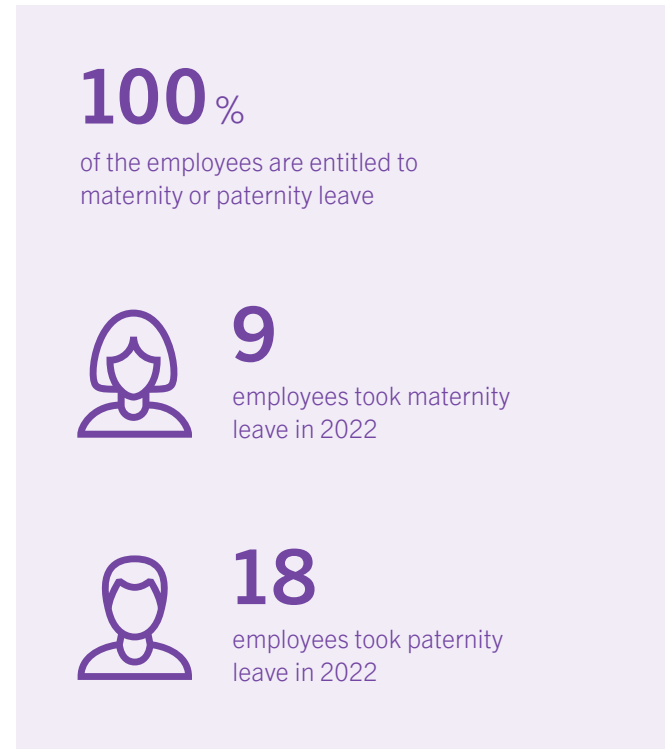 100 %
of the employees are entitled to
maternity or paternity leave
9
employees took maternity
leave in 2022
18
employees took paternity
leave in 2022